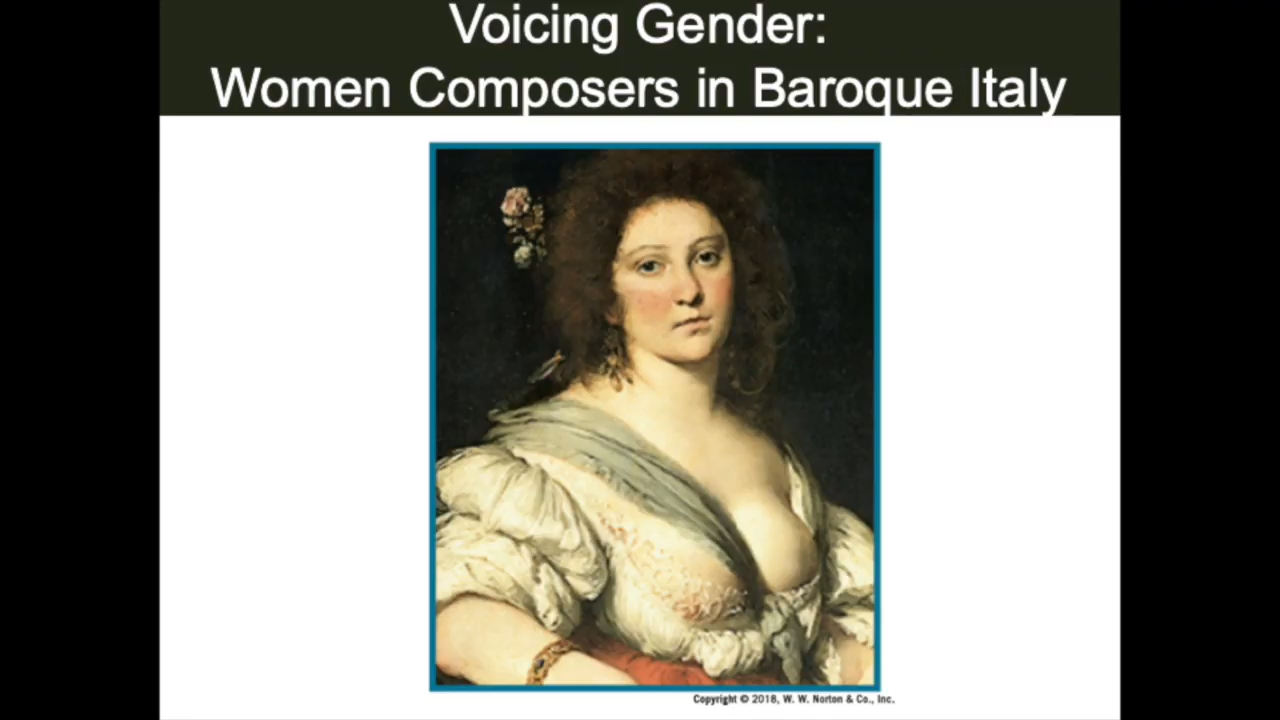 Voicing Gender:
Women Composers in Baroque Italy
Copyright © 2018, W. W. Norton & Co., Inc.